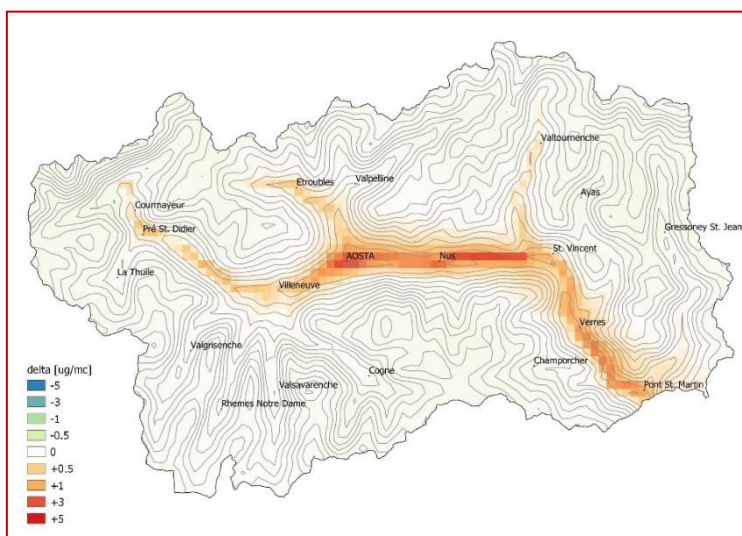 Valtournenche
Etroubles
Valpelline
Ayas
Courmayeur
Pré St. Didier
Gressoney St. Jean
La Thuile
AOSTA
Nus
St. Vincent
Villeneuve
Verres
Valgrisenche
Champorcher
Cogne
Valsavarenche
Pont St. Martin
Rhemes Notre Dame
delta [ug/mc]
-5
-3
-1
-0.5
0
+0.5
+1
+3
+5